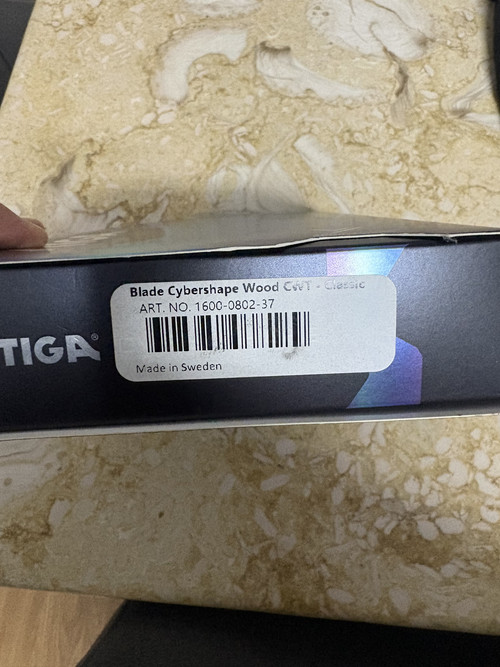 Blade Cybershape Wood CWT - Classic
ART. NO. 1600-0802-37
TIGA®
Made in Sweden